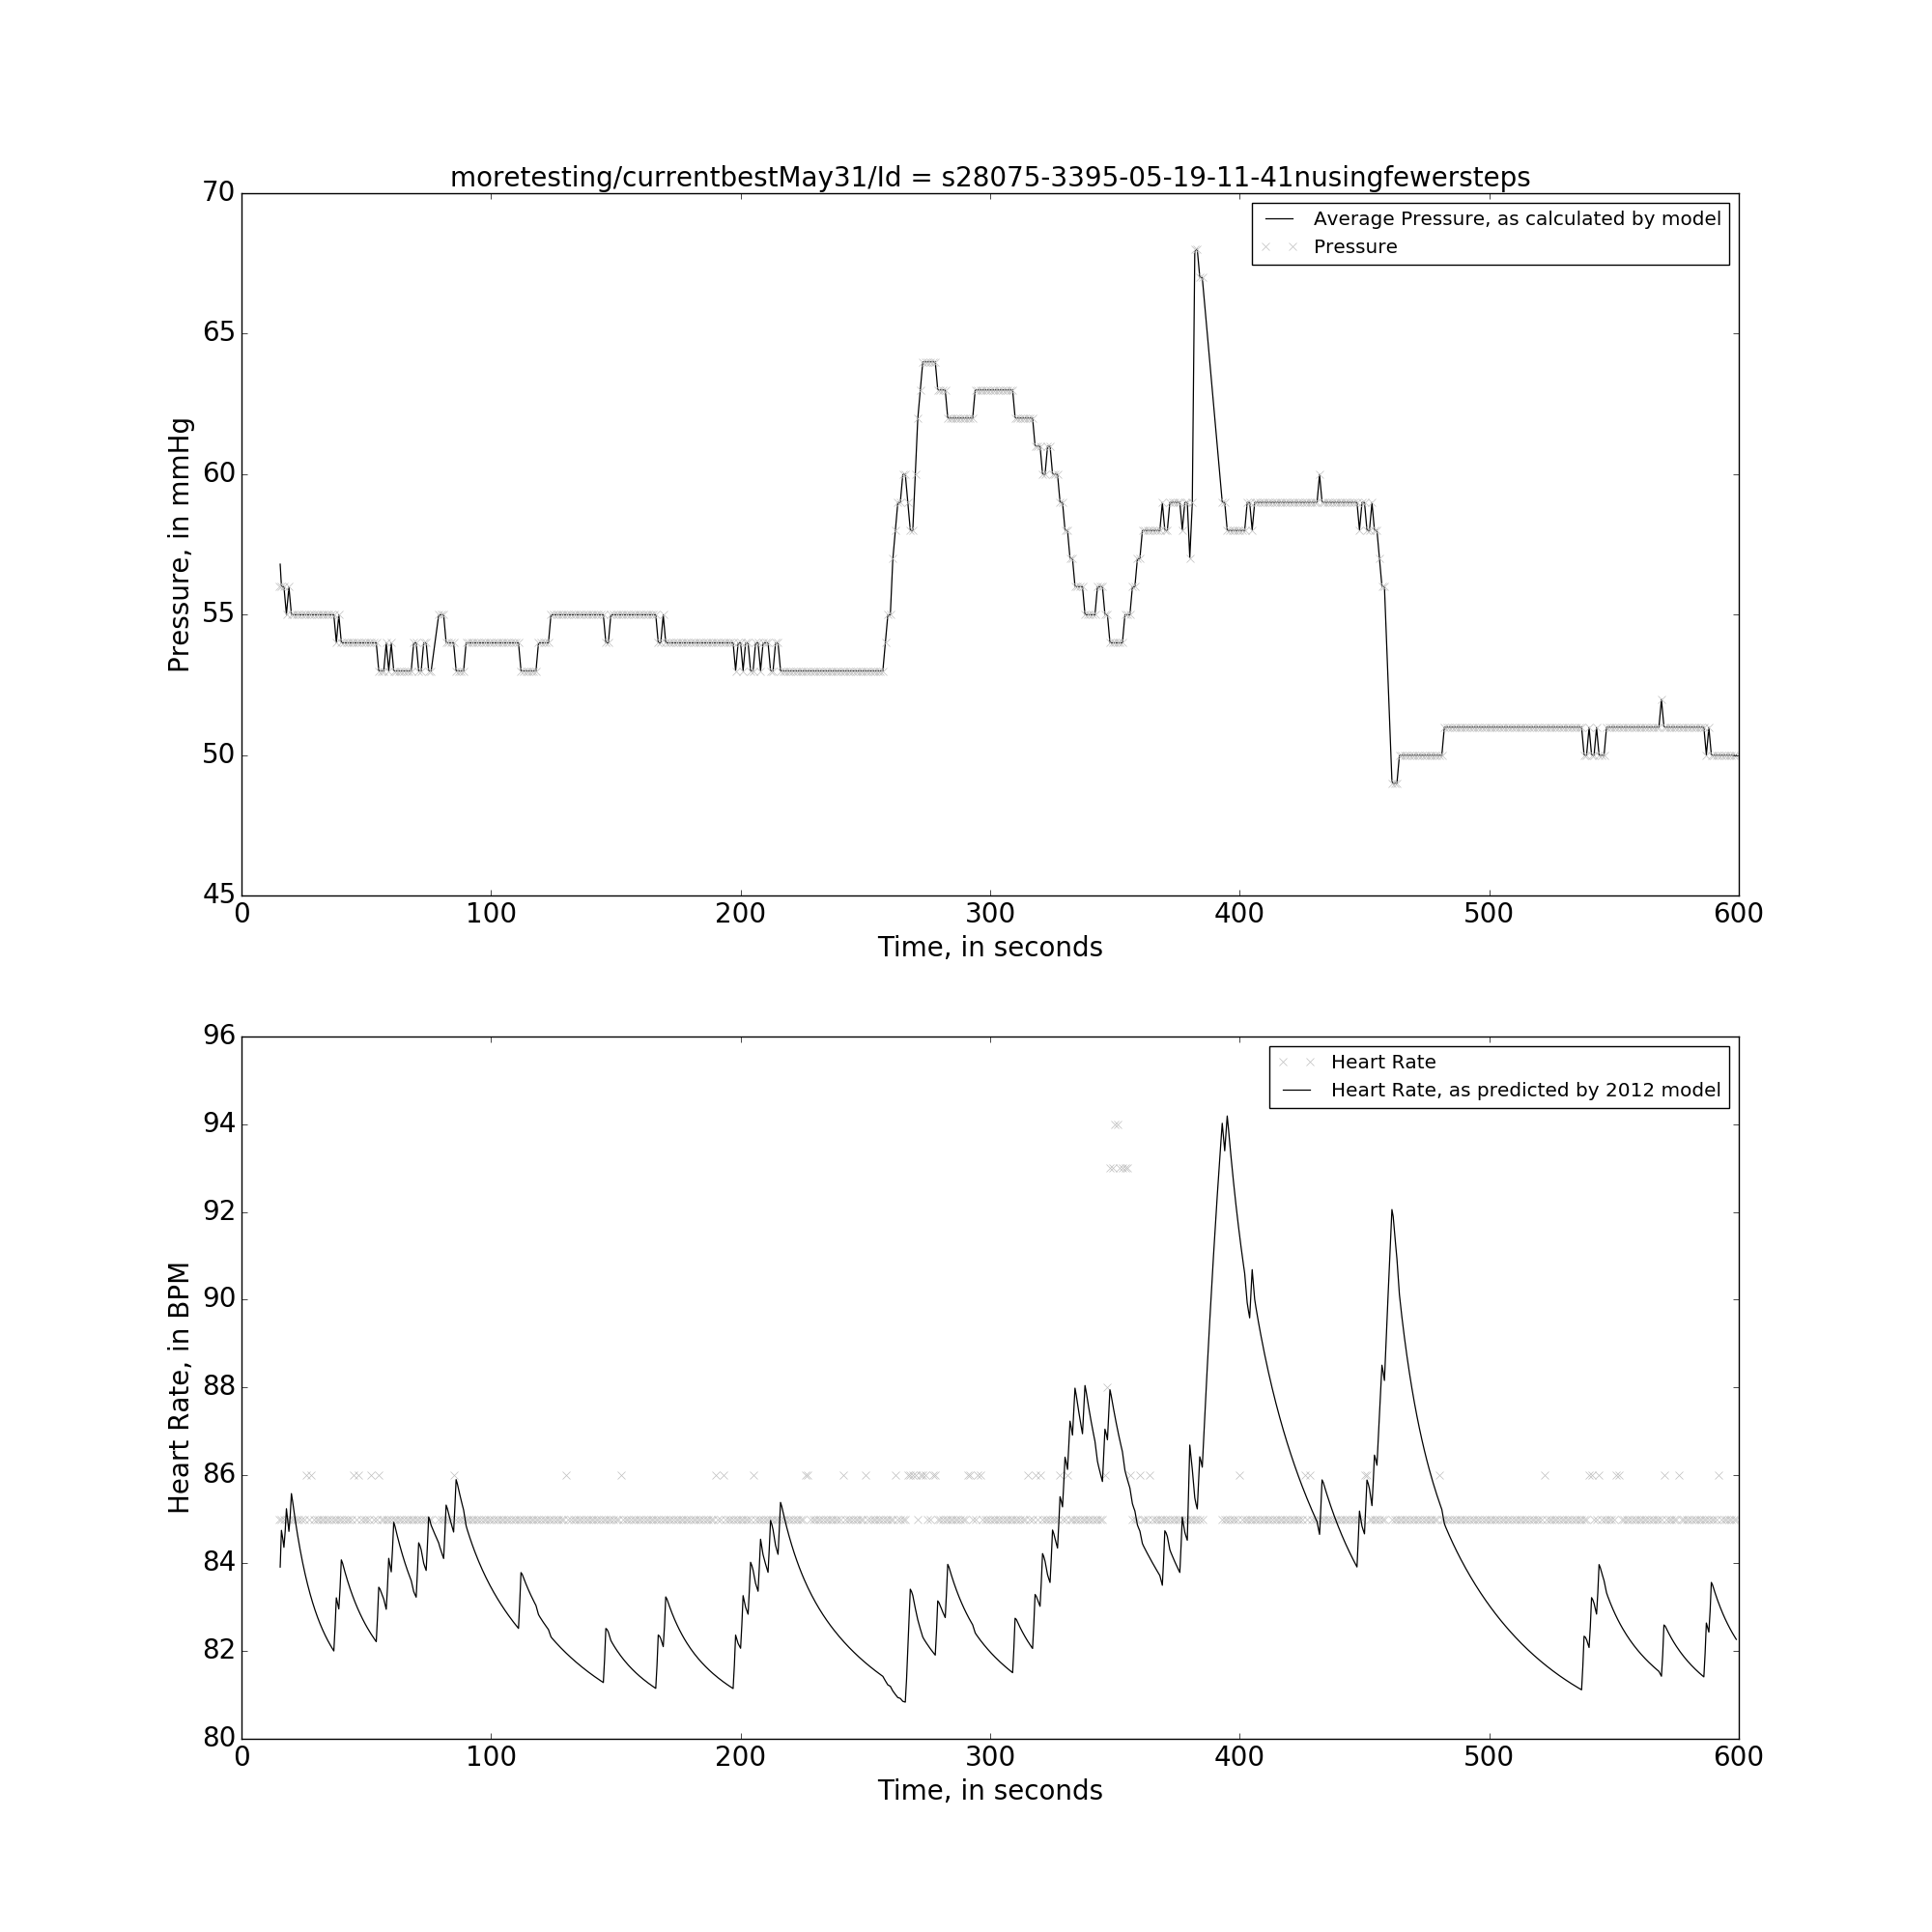 moretesting/currentbestMay31/Id = s28075-3395-05-19-11-41nusingfewersteps
70
65
60
55
50
45
Pressure, in mmHg
Average Pressure, as calculated by model
Pressure
0 100 200 300 400 500 600
Time, in seconds
96
94
92
90
88
86
84
82
80
Heart Rate, in BPM
Heart Rate
Heart Rate, as predicted by 2012 model
0 100 200 300 400 500 600
Time, in seconds